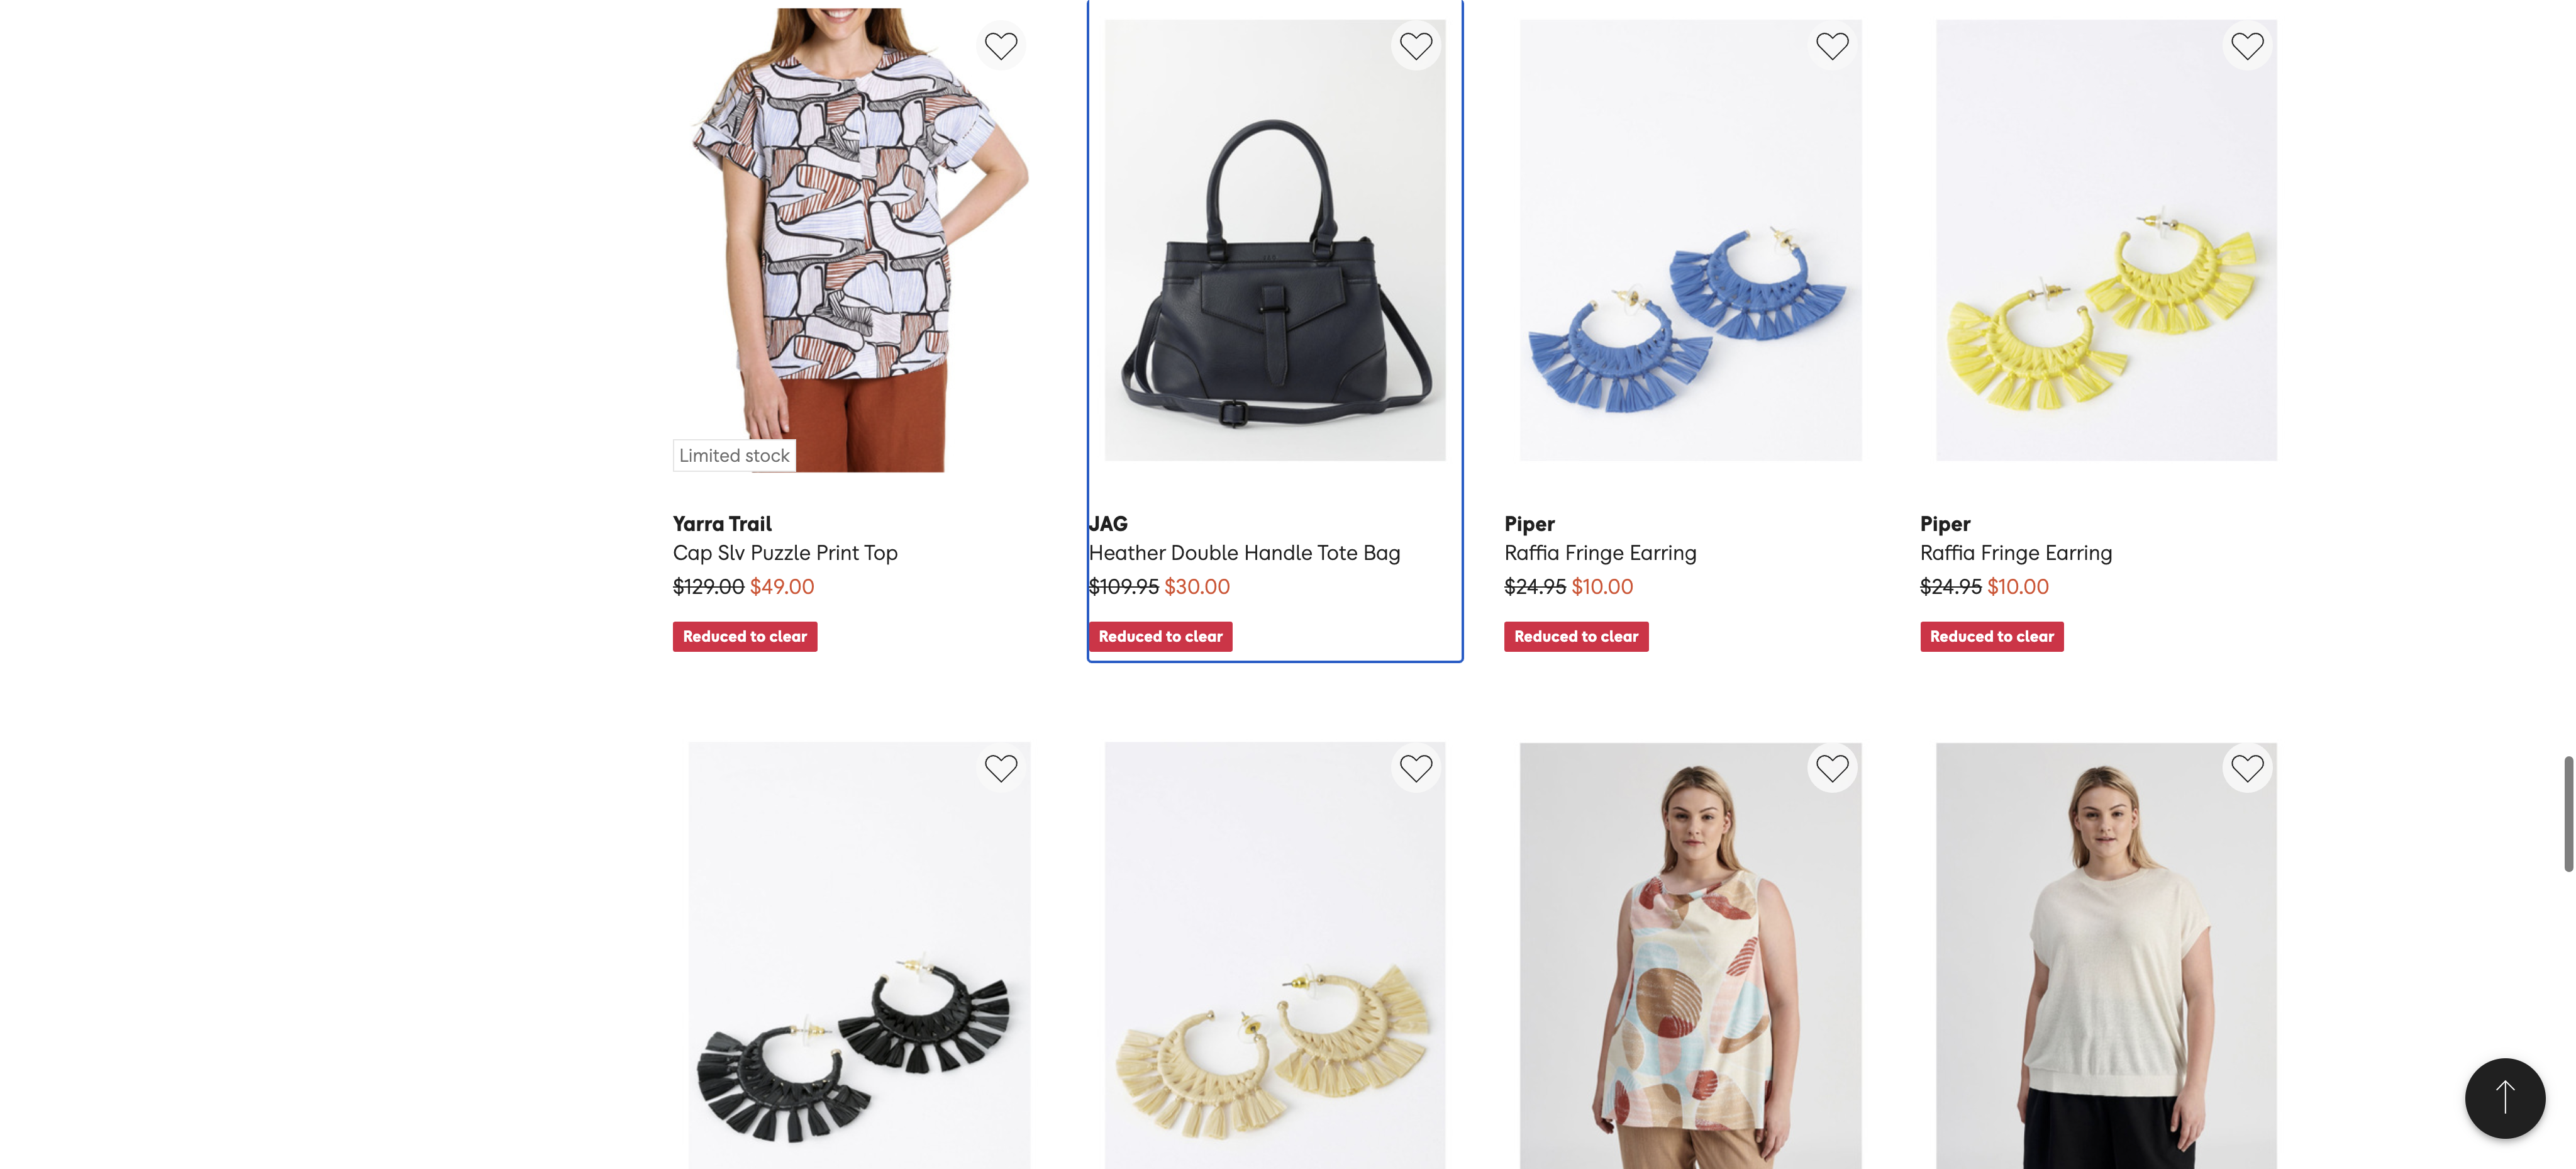 Limited stock
Yarra Trail
Cap Slv Puzzle Print Top
$129.00 $49.00
Reduced to clear
JAG
Heather Double Handle Tote Bag
$109.95 $30.00
Reduced to clear
Piper
Raffia Fringe Earring
$24.95 $10.00
Reduced to clear
Piper
Raffia Fringe Earring
$24.95 $10.00
Reduced to clear